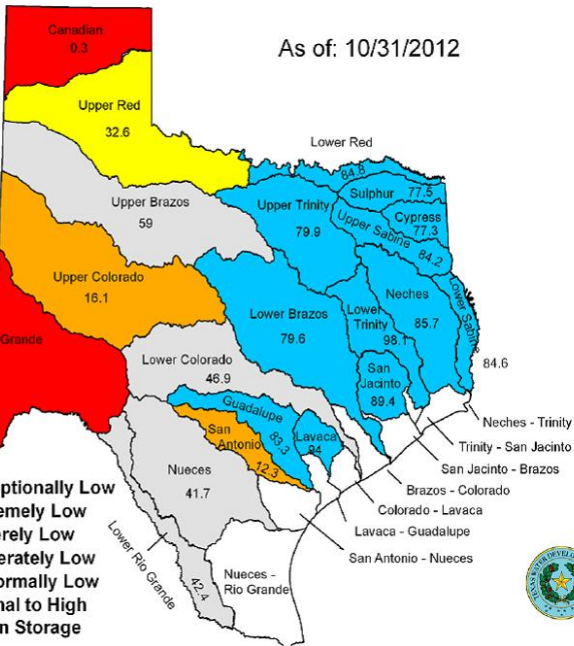 Canadian
0.3
As of: 10/31/2012
Upper Red
32.6
Lower Red
84.8
Sulphur 77.5
Cypress
77.3
Upper Brazos
59
Upper Trinity
79.9
Upper Sabine
84.2
Upper Colorado
16.1
Grande
Lower Brazos
79.6
Lower
Trinity
98.1
Neches
85.7
Lower Sabine
84.6
Lower Colorado
46.9
San
Jacinto
89.4
Guadalupe
83.3
San
Antonio
12.3
Lavaca
94
Nueces
41.7
Neches - Trinity
Trinity - San Jacinto
San Jacinto - Brazos
Brazos - Colorado
Colorado - Lavaca
Lavaca - Guadalupe
San Antonio - Nueces
Nueces -
Rio Grande
Lower Rio Grande
42.4
ptionally Low
emely Low
erely Low
erately Low
ormally Low
nal to High
n Storage